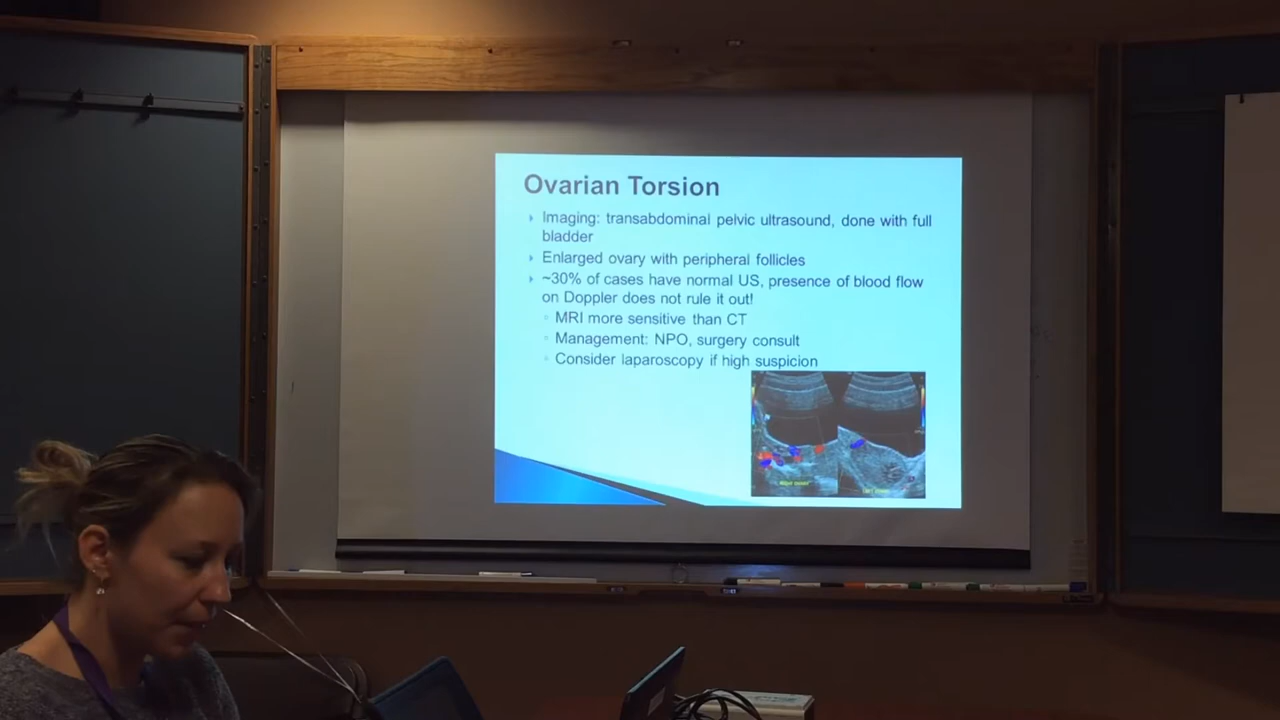 Ovarian Torsion
Imaging: transabdominal pelvic ultrasound, done with full
bladder
Enlarged ovary with peripheral follicles
~30% of cases have normal US, presence of blood flow
on Doppler does not rule it out!
MRI more sensitive than CT
Management: NPO, surgery consult
Consider laparoscopy if high suspicion